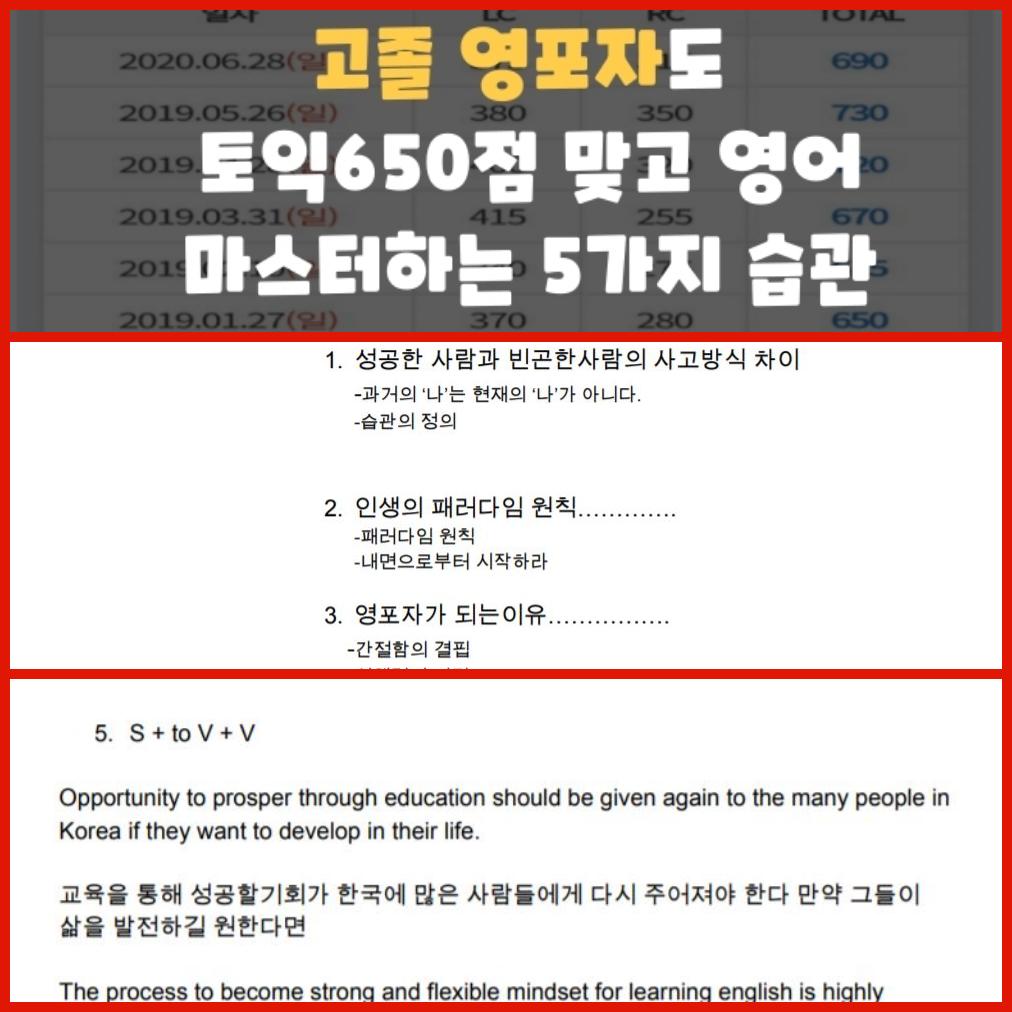 일자 LC RC TOTAL
고졸 영포자도
2020.06.28(일 690
2019.05.26(일) 380 350 730
토익650점 맞고 영어
2019. 20
2019.03.31(일) 415 255 670
마스터하는 5가지 습관
2019.01.27(일) 370 280 650
1. 성공한 사람과 빈곤한사람의 사고방식 차이
-과거의 ‘나’는 현재의 ‘나’가 아니다.
-습관의 정의
2. 인생의 패러다임 원칙.............
-패러다임 원칙
-내면으로부터 시작하라
3. 영포자가 되는이유................
-간절함의 결핍
5. S + to V + V
Opportunity to prosper through education should be given again to the many people in
Korea if they want to develop in their life.
교육을 통해 성공할기회가 한국에 많은 사람들에게 다시 주어져야 한다 만약 그들이
삶을 발전하길 원한다면
The process to become strong and flexible mindset for learning english is highly